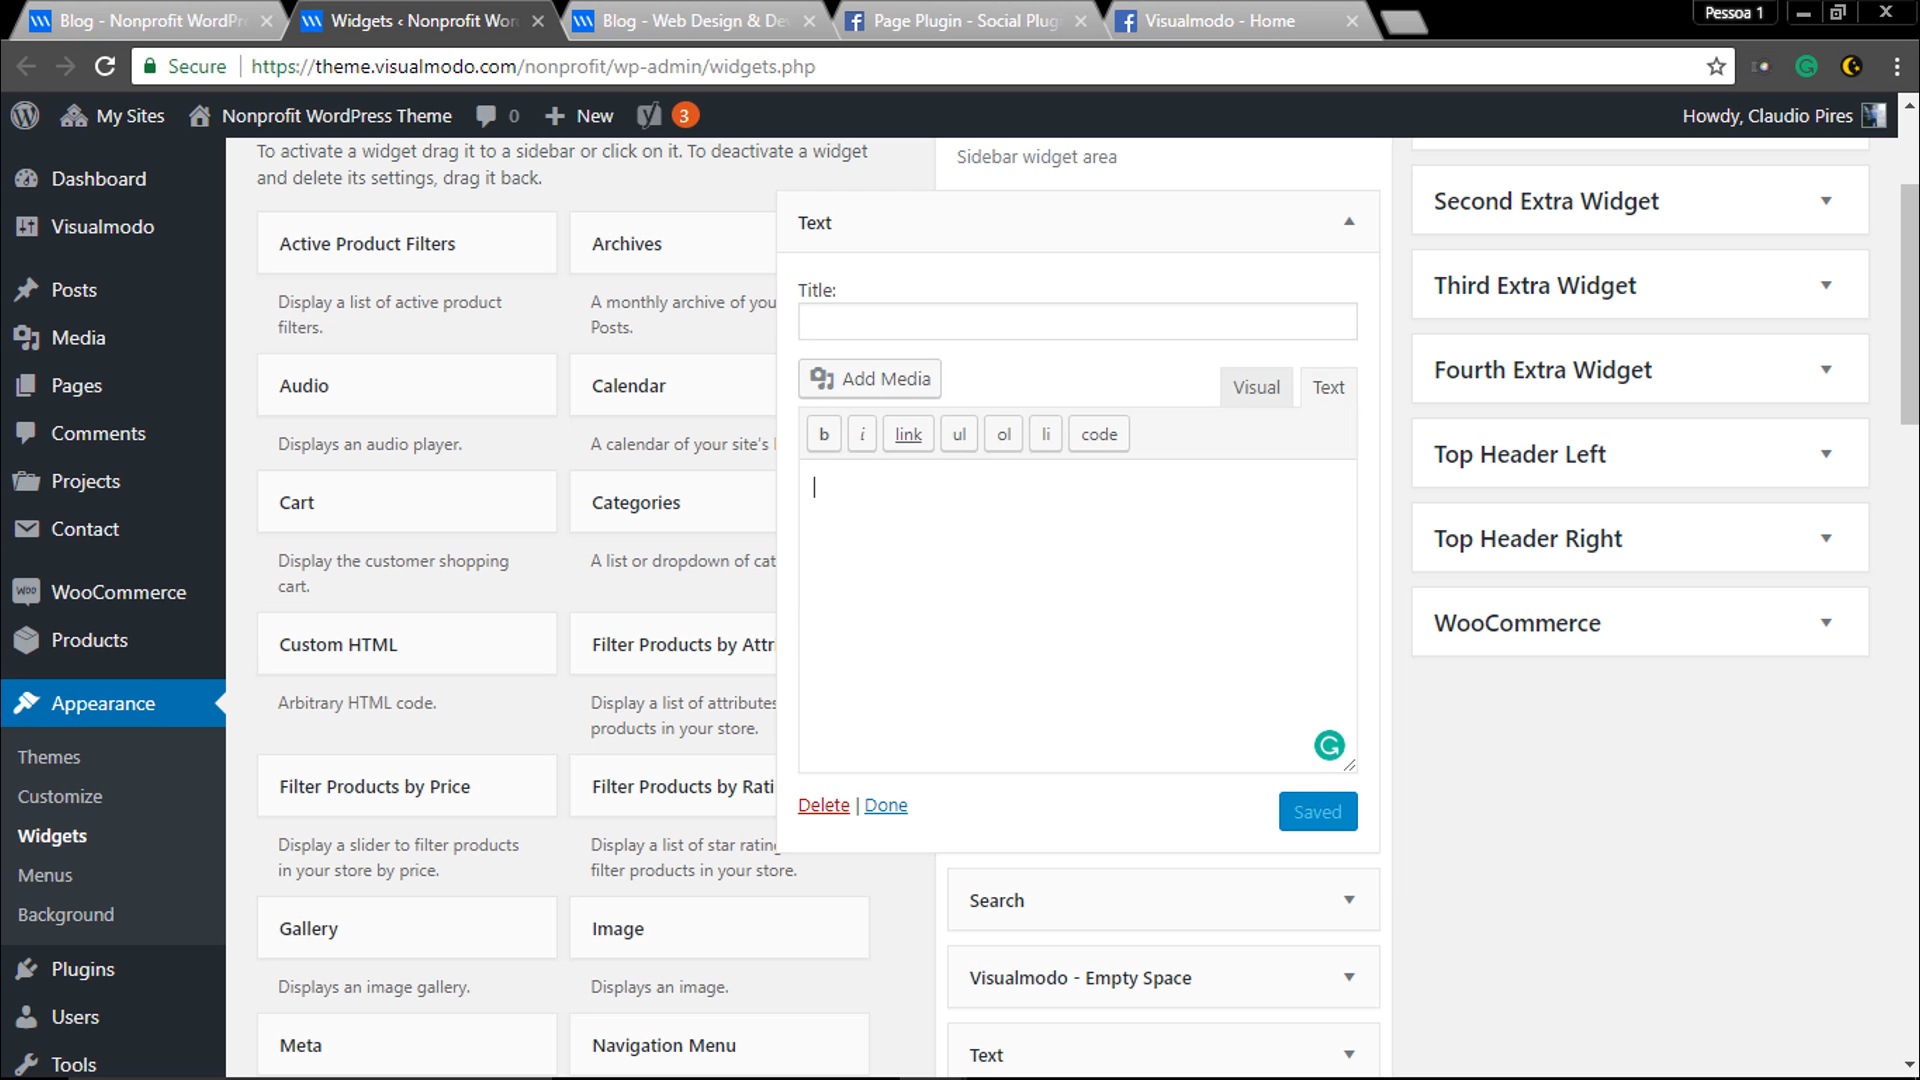 Blog - Nonprofit WordPre
Widgets ‹ Nonprofit Wor
Blog - Web Design & De
Page Plugin - Social Plug
Visualmodo - Home
Pessoa 1
Secure
https://theme.visualmodo.com/nonprofit/wp-admin/widgets.php
My Sites
Nonprofit WordPress Theme
0
New
3
Howdy, Claudio Pires
Dashboard
Visualmodo
Posts
Media
Pages
Comments
Projects
Contact
WooCommerce
Products
Appearance
Themes
Customize
Widgets
Menus
Background
Plugins
Users
Tools
To activate a widget drag it to a sidebar or click on it. To deactivate a widget
and delete its settings, drag it back.
Active Product Filters
Display a list of active product
filters.
Archives
A monthly archive of you
Posts.
Audio
Displays an audio player.
Calendar
A calendar of your site's
Cart
Display the customer shopping
cart.
Categories
A list or dropdown of cat
Custom HTML
Arbitrary HTML code.
Filter Products by Attr
Display a list of attributes
products in your store.
Filter Products by Price
Display a slider to filter products
in your store by price.
Filter Products by Rati
Display a list of star rating
filter products in your store.
Gallery
Displays an image gallery.
Image
Displays an image.
Meta
Navigation Menu
Sidebar widget area
Text
Title:
Add Media
Visual
Text
b
i
link
ul
ol
li
code
Delete | Done
Saved
Search
Visualmodo - Empty Space
Text
Second Extra Widget
Third Extra Widget
Fourth Extra Widget
Top Header Left
Top Header Right
WooCommerce